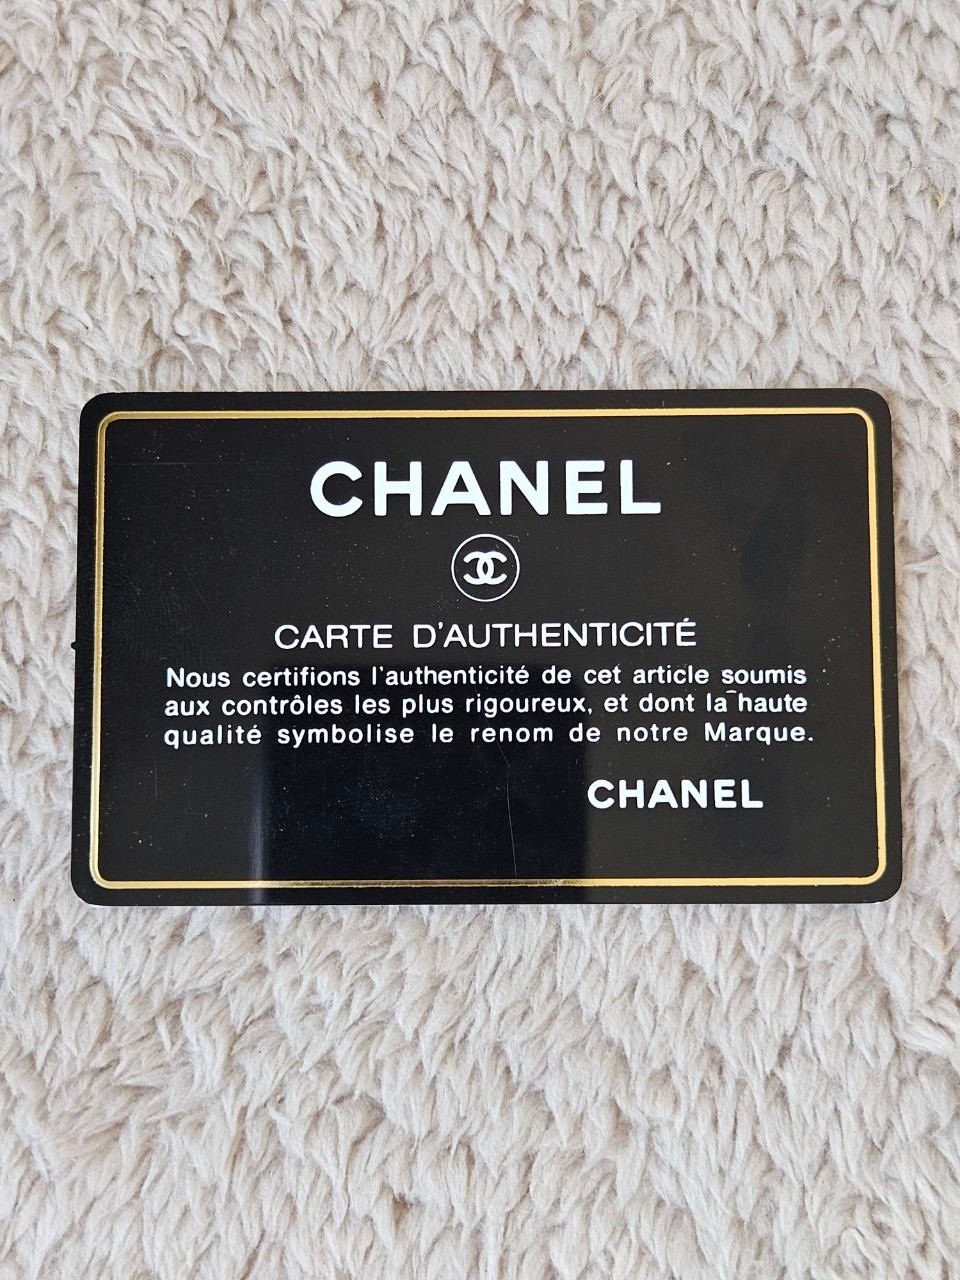 CHANEL
CARTE D'AUTHENTICITÉ
Nous certifions l'authenticité de cet article soumis
aux contrôles les plus rigoureux, et dont la haute
qualité symbolise le renom de notre Marque.
CHANEL